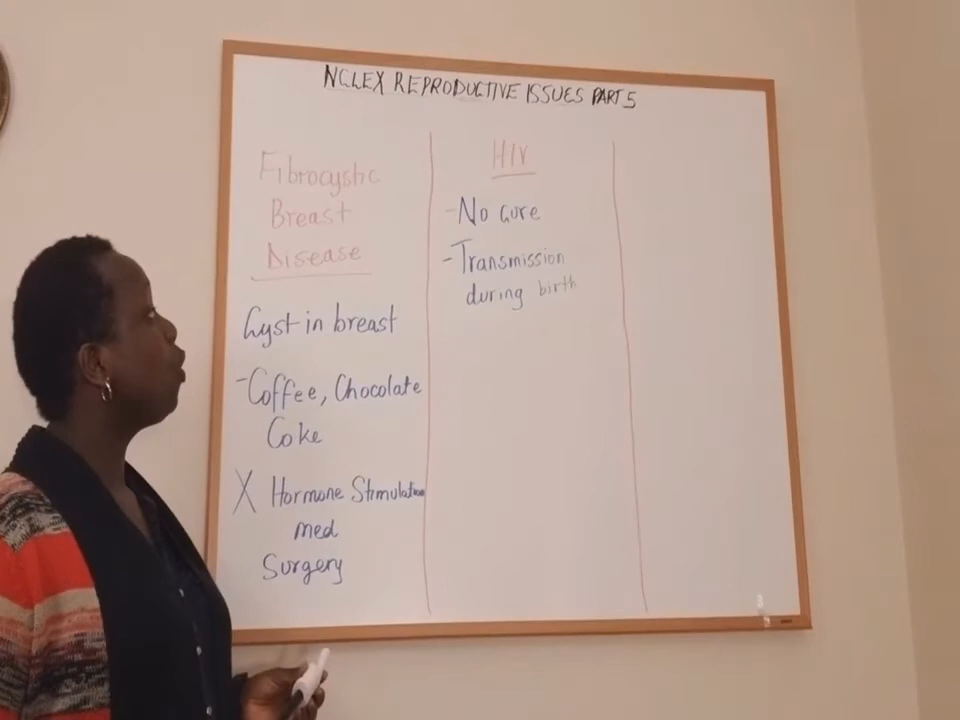 NCLEX REPRODUCTIVE ISSUES PART 5
Fibrocystic
Breast
Disease
Cyst in breast
-Coffee, Chocolate
Coke
X Hormone Stimulation
med
Surgery
HIV
-No cure
-Transmission
during birth